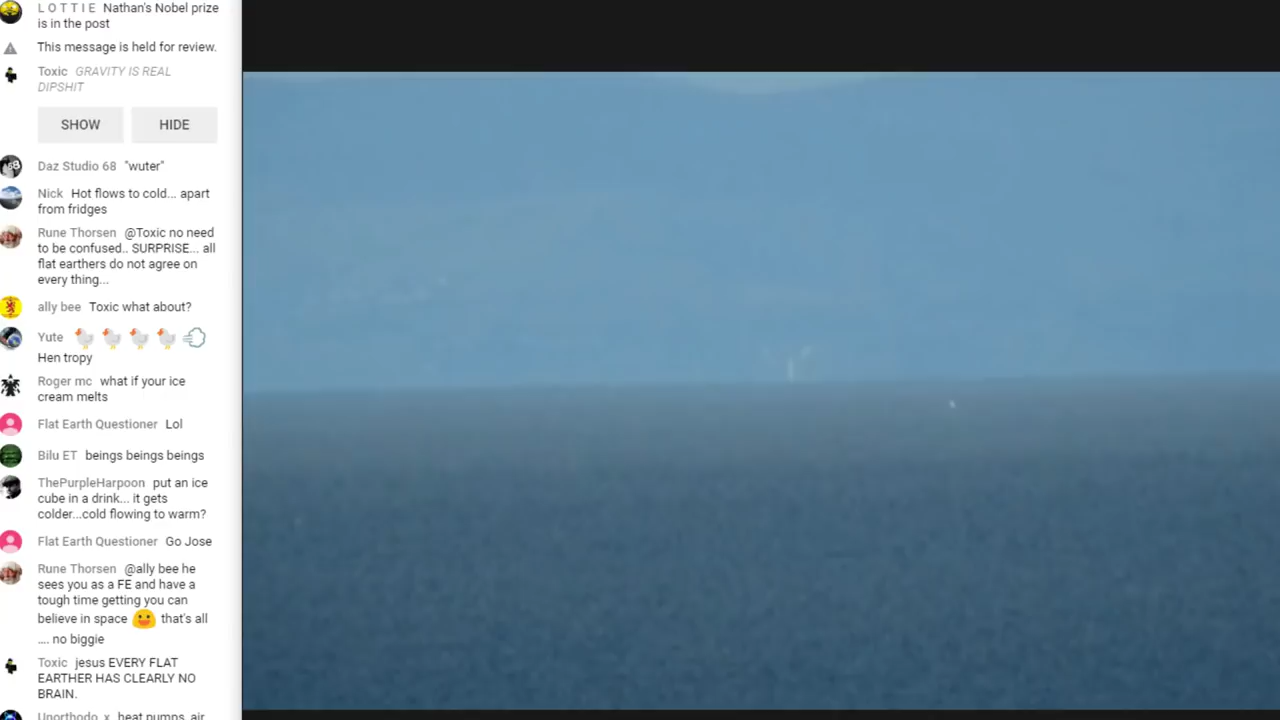 L O T T I E Nathan's Nobel prize
is in the post
This message is held for review.
Toxic GRAVITY IS REAL
DIPSHIT
SHOW HIDE
Daz Studio 68 "wuter"
Nick Hot flows to cold... apart
from fridges
Rune Thorsen @Toxic no need
to be confused.. SURPRISE... all
flat earthers do not agree on
every thing...
ally bee Toxic what about?
Yute
Hen tropy
Roger mc what if your ice
cream melts
Flat Earth Questioner Lol
Bilu ET beings beings beings
ThePurpleHarpoon put an ice
cube in a drink... it gets
colder...cold flowing to warm?
Flat Earth Questioner Go Jose
Rune Thorsen @ally bee he
sees you as a FE and have a
tough time getting you can
believe in space that's all
.... no biggie
Toxic jesus EVERY FLAT
EARTHER HAS CLEARLY NO
BRAIN.
Unorthodo_x heat pumps, air